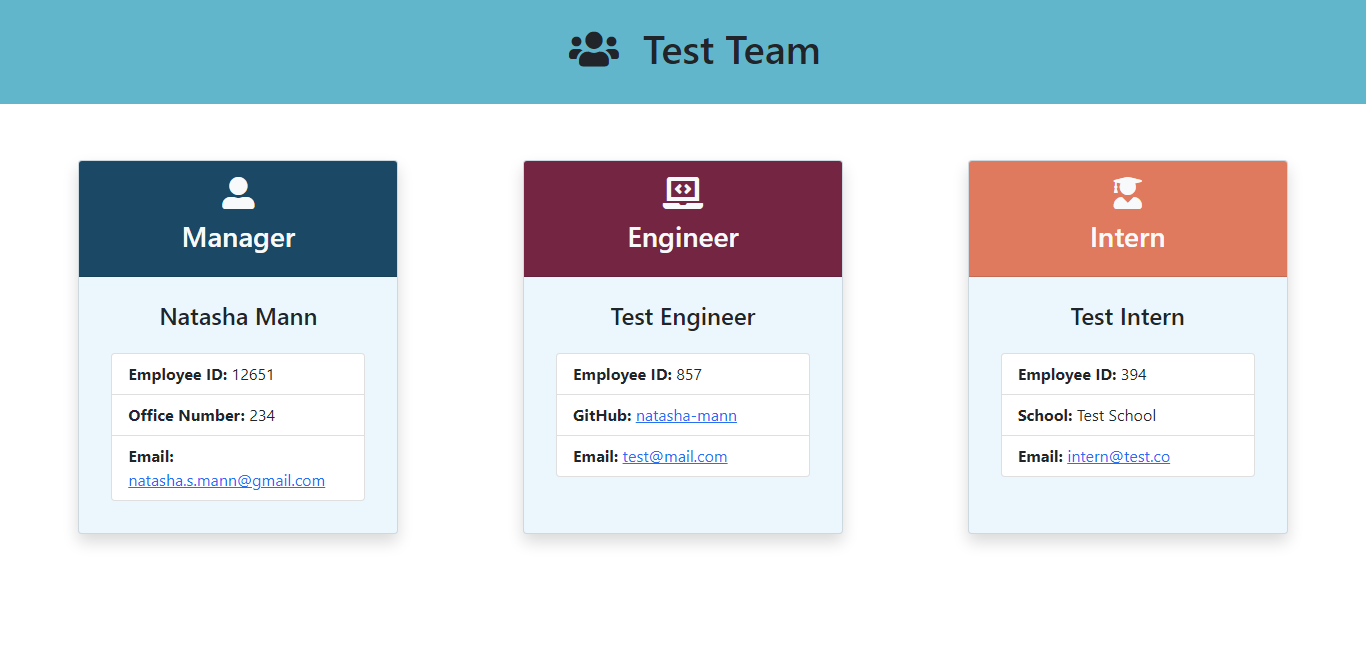 Test Team
Manager
Natasha Mann
Employee ID: 12651
Office Number: 234
Email:
natasha.s.mann@gmail.com
Engineer
Test Engineer
Employee ID: 857
GitHub: natasha-mann
Email: test@mail.com
Intern
Test Intern
Employee ID: 394
School: Test School
Email: intern@test.co